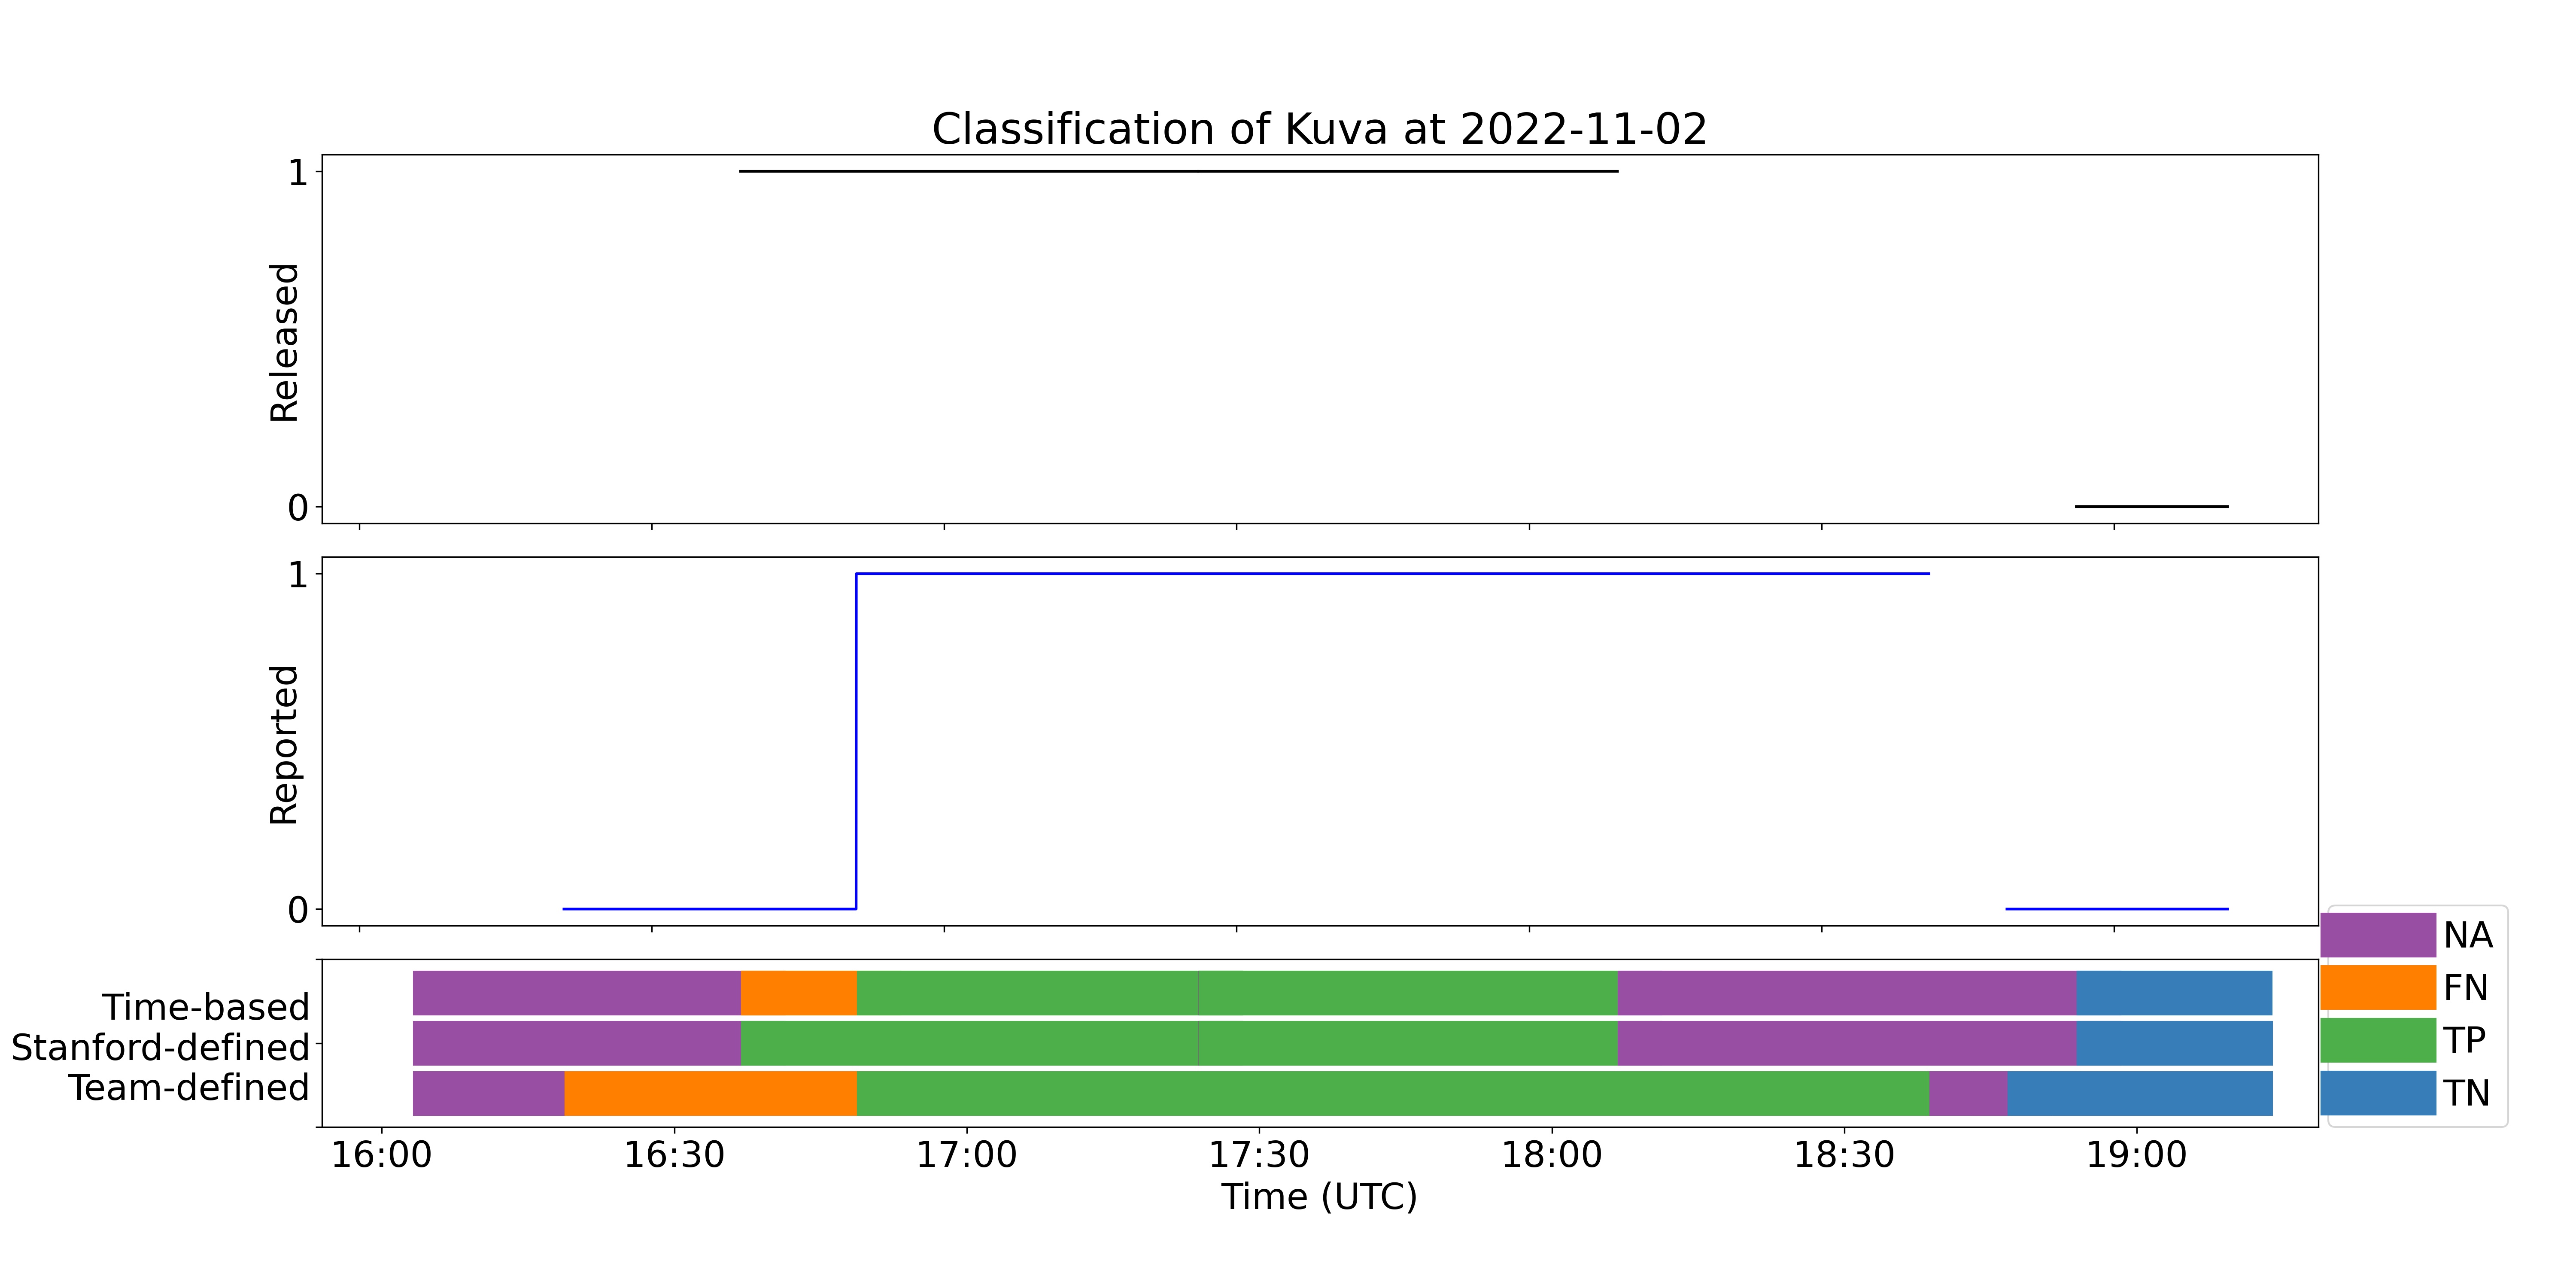 Classification of Kuva at 2022-11-02
1
Released
0
1
Reported
0
NA
FN
TP
TN
Time-based
Stanford-defined
Team-defined
16:00 16:30 17:00 17:30 18:00 18:30 19:00
Time (UTC)